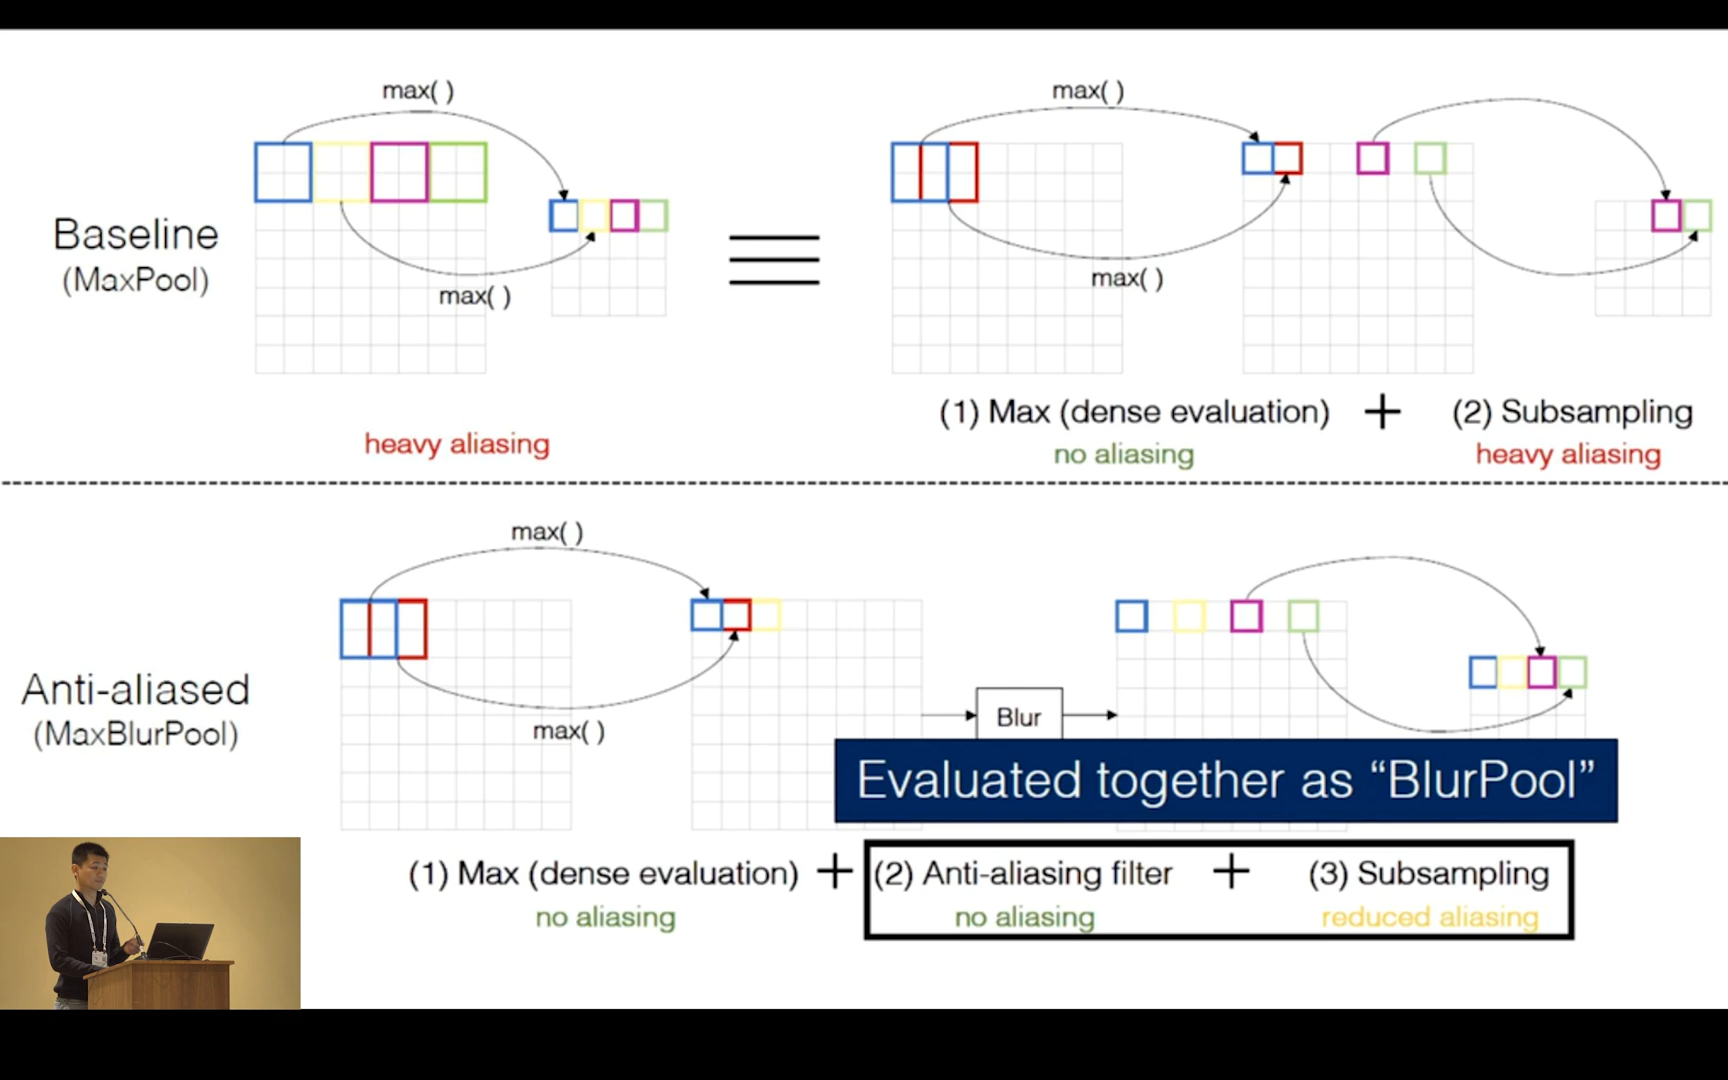 max( )
max( )
Baseline
(MaxPool)
max( )
max( )
(1) Max (dense evaluation) + (2) Subsampling
heavy aliasing
no aliasing
heavy aliasing
max( )
Anti-aliased
(MaxBlurPool)
max( )
Blur
Evaluated together as “BlurPool”
(1) Max (dense evaluation) + (2) Anti-aliasing filter + (3) Subsampling
no aliasing
no aliasing
reduced aliasing